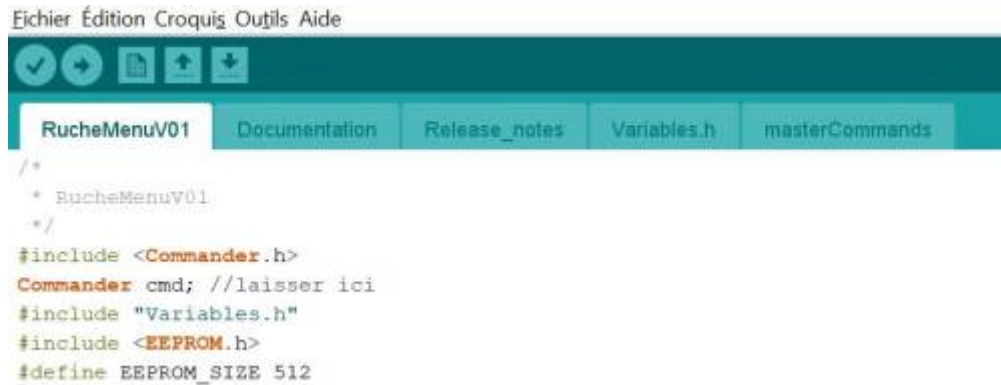 Fichier Édition Croquis Outils Aide
RucheMenuV01 Documentation Release_notes Variables.h masterCommands
/*
* RucheMenuV01
*/
#include <Commander.h>
Commander cmd; //laisser ici
#include "Variables.h"
#include <EEPROM.h>
#define EEPROM_SIZE 512